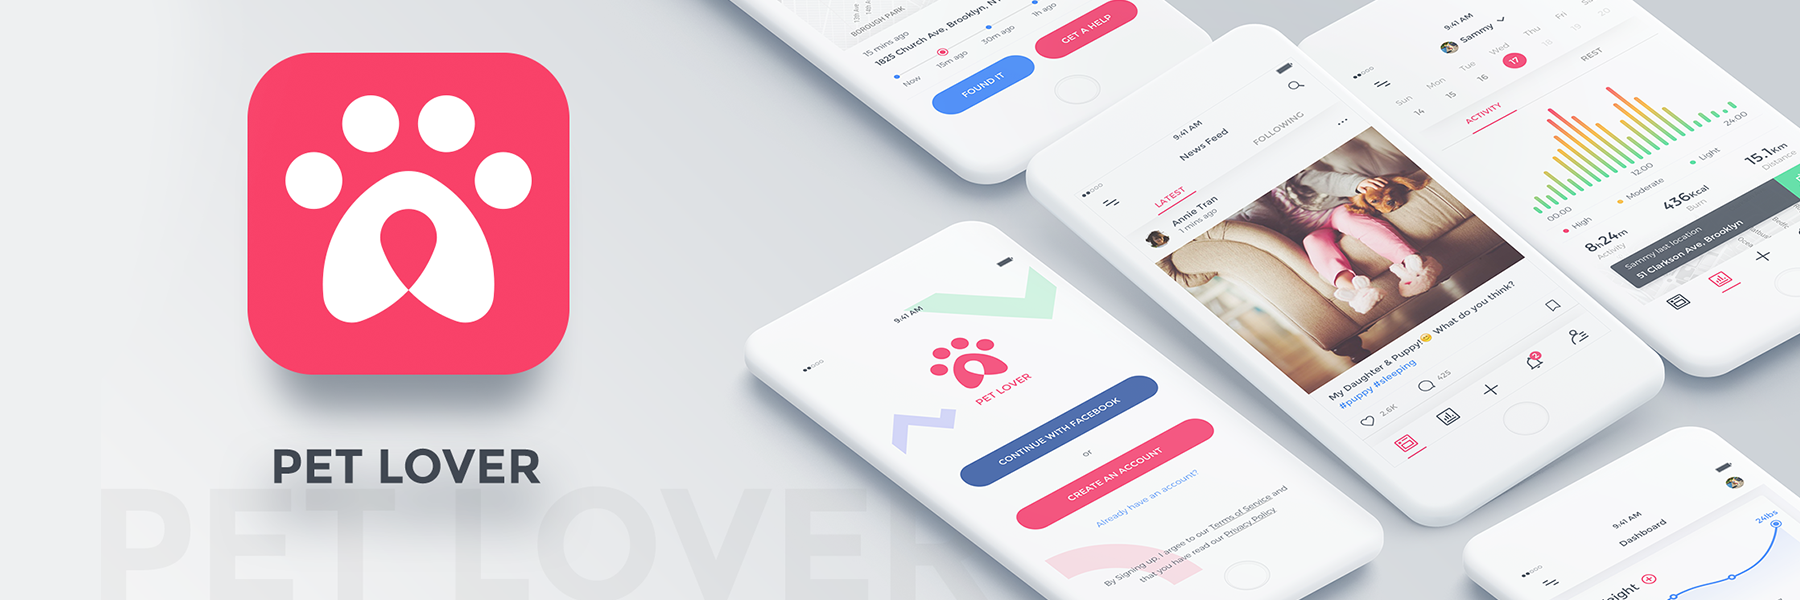 PET LOVER
PET LOVER
BOROUGH PARK
15 mins ago
1825 Church Ave, Brooklyn, NY
Now
15m ago
30m ago
1h ago
FOUND IT
GET A HELP
9:41 AM
PET LOVER
CONTINUE WITH FACEBOOK
or
CREATE AN ACCOUNT
Already have an account?
By Signing up, I agree to our Terms of Service and
that you have read our Privacy Policy
9:41 AM
News Feed
LATEST
FOLLOWING
Annie Tran
1 mins ago
My Daughter & Puppy!😊 What do you think?
#puppy #sleeping
2.6K
425
2
9:41 AM
Sammy
Sun Mon Tue Wed Thu Fri
14 15 16 17 18 19 20
ACTIVITY
REST
00:00
12:00
24:00
High
Moderate
Light
8h24m
Activity
436Kcal
Burn
15.1Km
Distance
Sammy last location
51 Clarkson Ave, Brooklyn
9:41 AM
Dashboard
24lbs